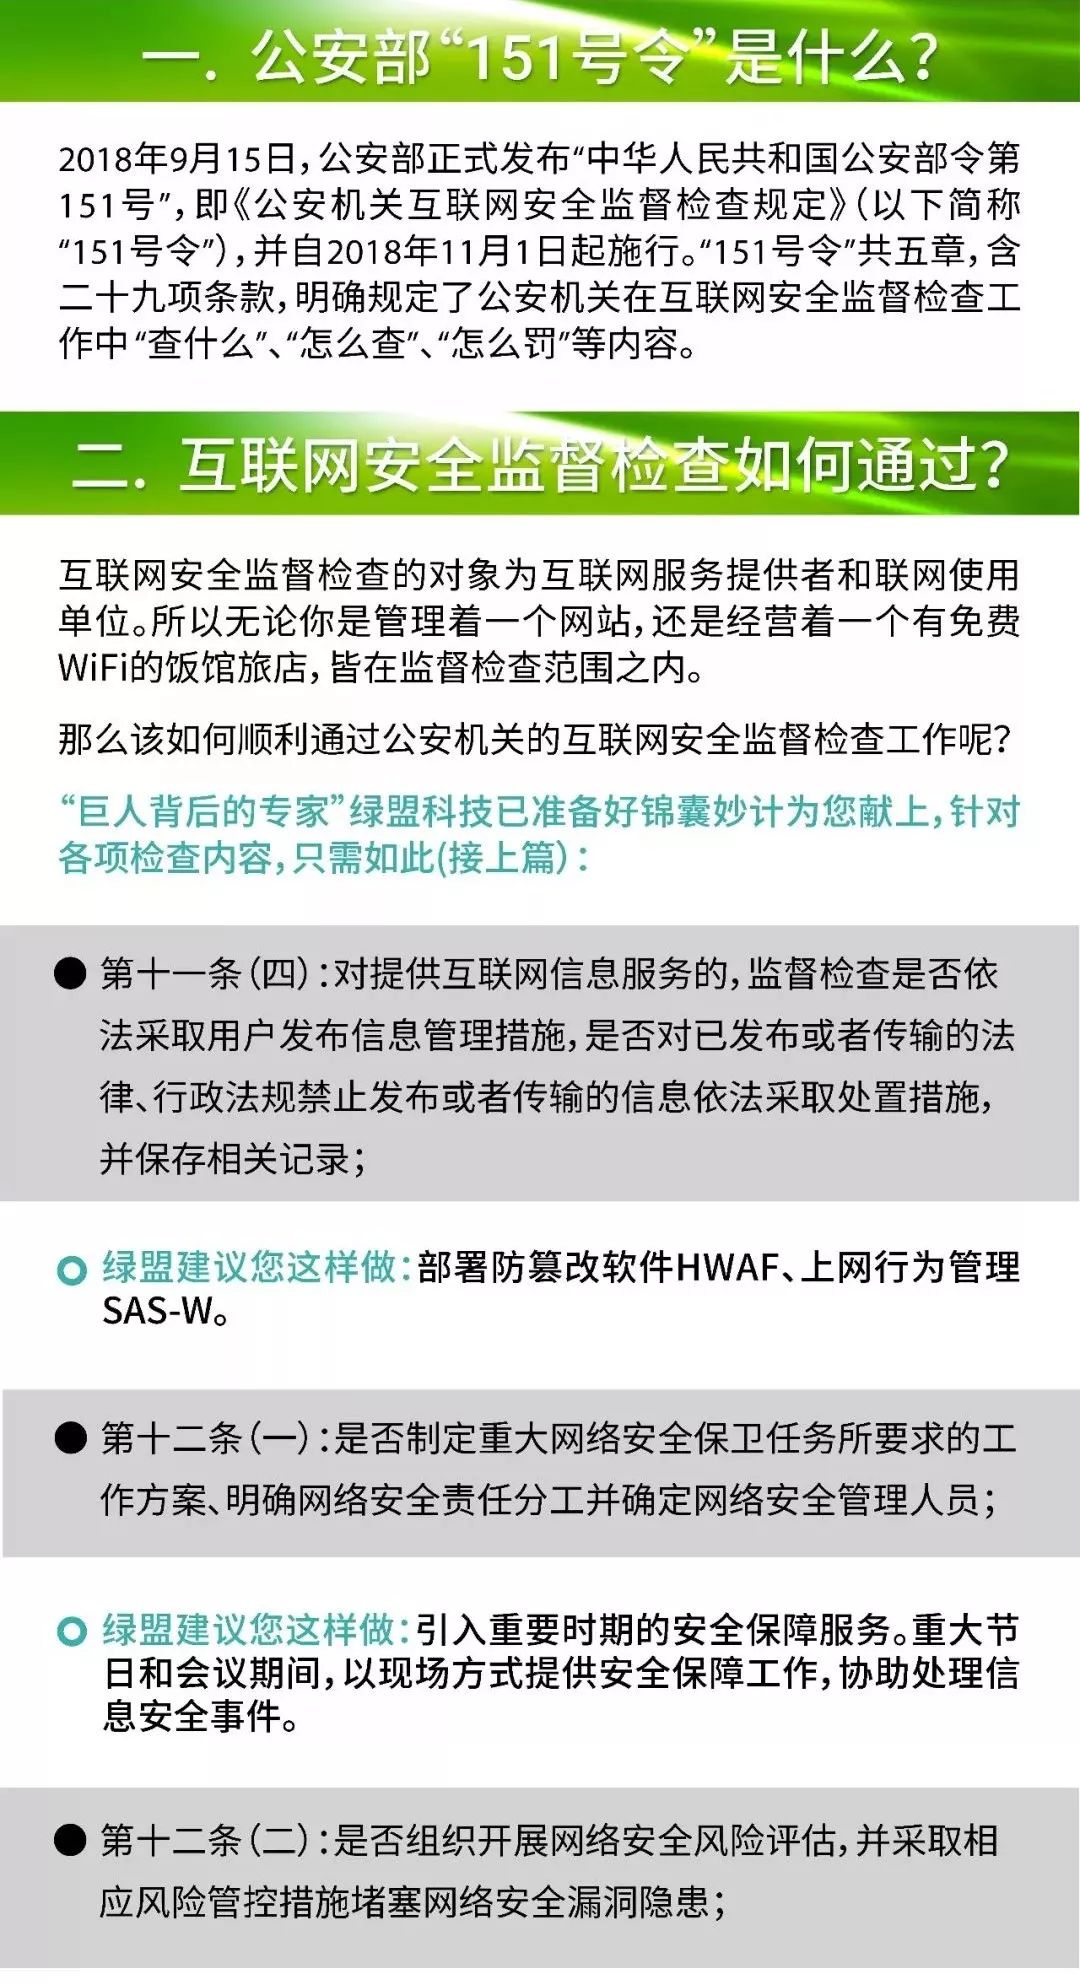 一. 公安部“151号令”是什么？
2018年9月15日，公安部正式发布“中华人民共和国公安部令第
151号”，即《公安机关互联网安全监督检查规定》（以下简称
“151号令”），并自2018年11月1日起施行。“151号令”共五章，含
二十九项条款，明确规定了公安机关在互联网安全监督检查工
作中 “查什么”、“怎么查”、“怎么罚”等内容。
二. 互联网安全监督检查如何通过？
互联网安全监督检查的对象为互联网服务提供者和联网使用
单位。所以无论你是管理着一个网站，还是经营着一个有免费
WiFi的饭馆旅店，皆在监督检查范围之内。
那么该如何顺利通过公安机关的互联网安全监督检查工作呢？
“巨人背后的专家”绿盟科技已准备好锦囊妙计为您献上，针对
各项检查内容，只需如此(接上篇）：
● 第十一条（四）：对提供互联网信息服务的，监督检查是否依
法采取用户发布信息管理措施，是否对已发布或者传输的法
律、行政法规禁止发布或者传输的信息依法采取处置措施，
并保存相关记录；
绿盟建议您这样做：部署防篡改软件HWAF、上网行为管理
SAS-W。
● 第十二条（一）：是否制定重大网络安全保卫任务所要求的工
作方案、明确网络安全责任分工并确定网络安全管理人员；
绿盟建议您这样做：引入重要时期的安全保障服务。重大节
日和会议期间，以现场方式提供安全保障工作，协助处理信
息安全事件。
● 第十二条（二）：是否组织开展网络安全风险评估，并采取相
应风险管控措施堵塞网络安全漏洞隐患；